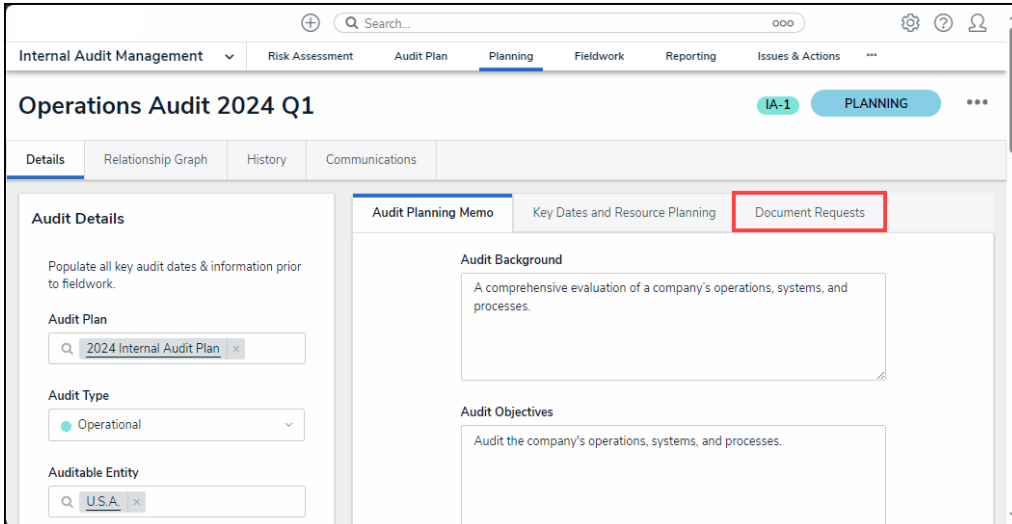 Search...
Internal Audit Management
Risk Assessment
Audit Plan
Planning
Fieldwork
Reporting
Issues & Actions
Operations Audit 2024 Q1
IA-1
PLANNING
Details
Relationship Graph
History
Communications
Audit Details
Populate all key audit dates & information prior
to fieldwork.
Audit Plan
2024 Internal Audit Plan ×
Audit Type
Operational
Auditable Entity
U.S.A. ×
Audit Planning Memo
Key Dates and Resource Planning
Document Requests
Audit Background
A comprehensive evaluation of a company's operations, systems, and
processes.
Audit Objectives
Audit the company's operations, systems, and processes.